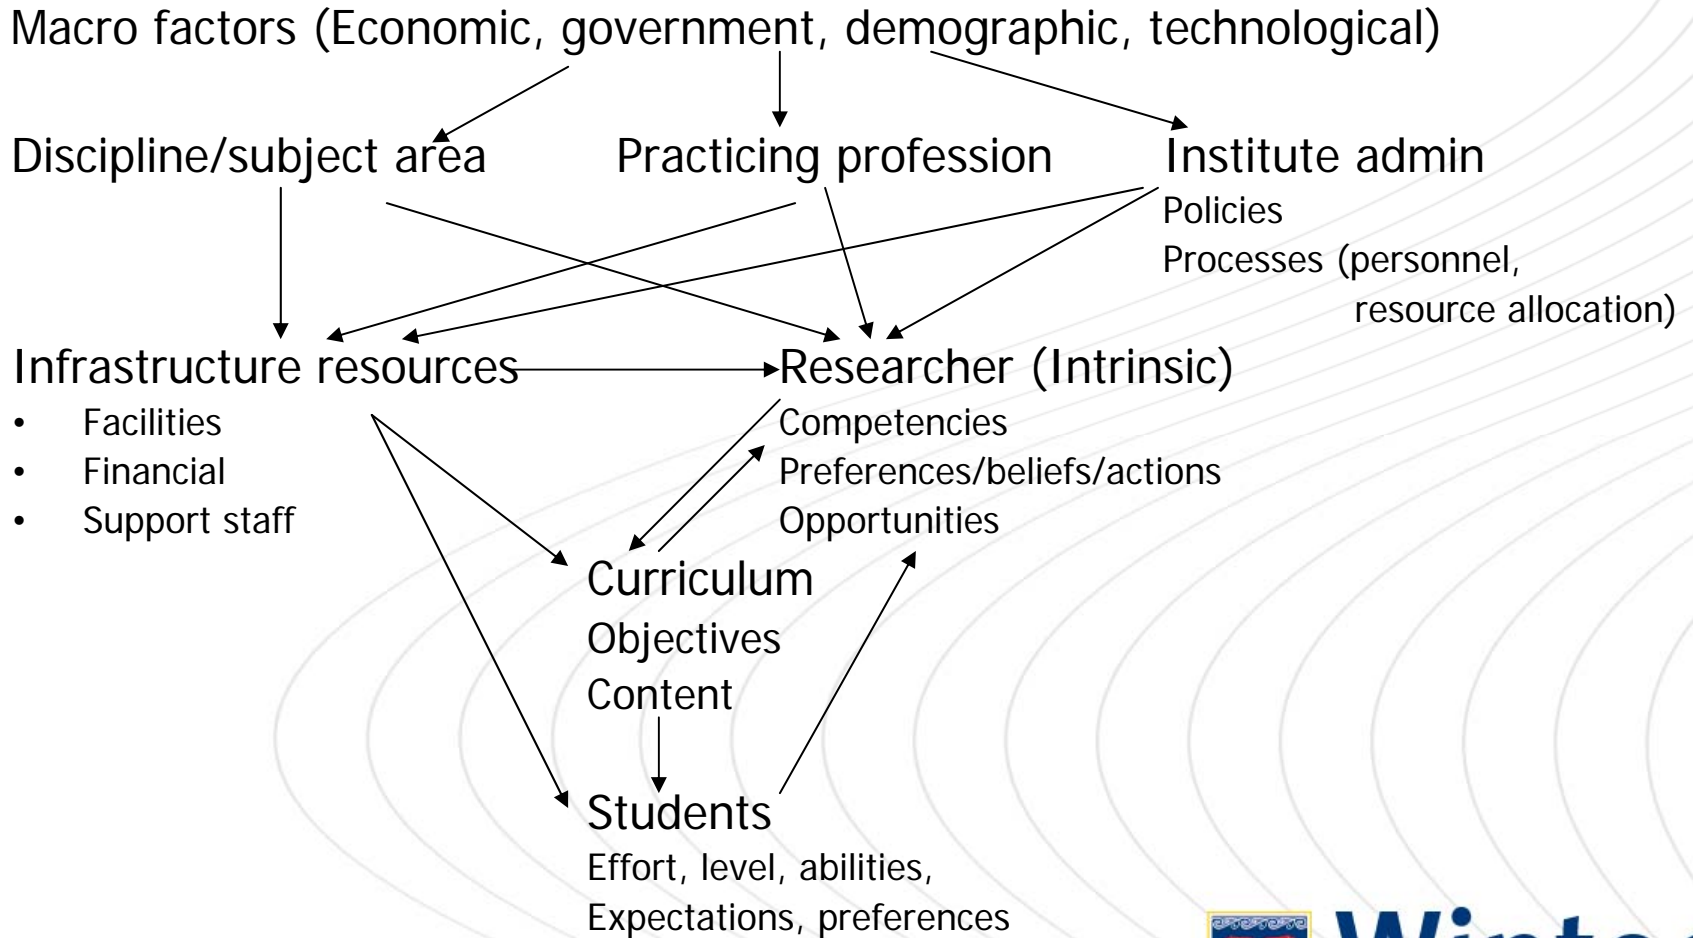 Macro factors (Economic, government, demographic, technological)
Discipline/subject area
Practicing profession
Institute admin
Policies
Processes (personnel,
resource allocation)
Infrastructure resources
• Facilities
• Financial
• Support staff
Researcher (Intrinsic)
Competencies
Preferences/beliefs/actions
Opportunities
Curriculum
Objectives
Content
Students
Effort, level, abilities,
Expectations, preferences